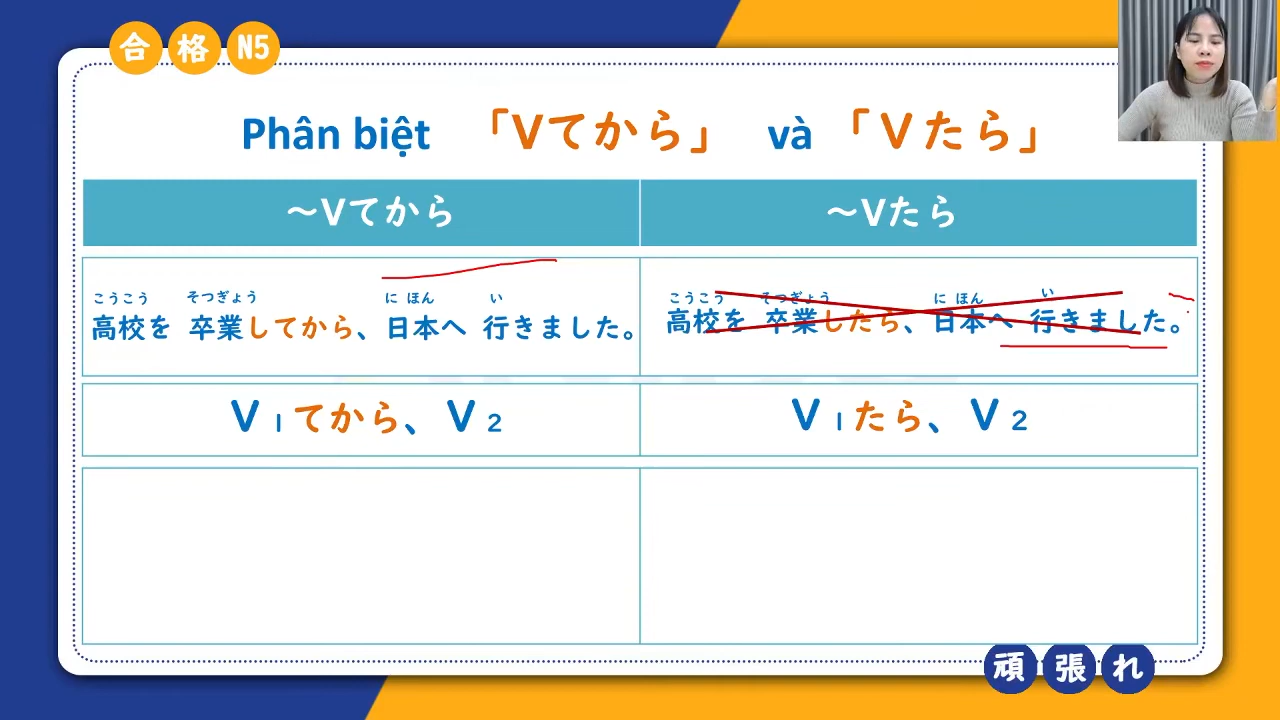 合格N5
Phân biệt 「Vてから」 và 「Vたら」
～Vてから
～Vたら
こうこう そつぎょう にほん い
高校を 卒業してから、日本へ 行きました。
こうこう そつぎょう にほん い
高校を 卒業したら、日本へ 行きました。
V1てから、V2
V1たら、V2
頑張れ